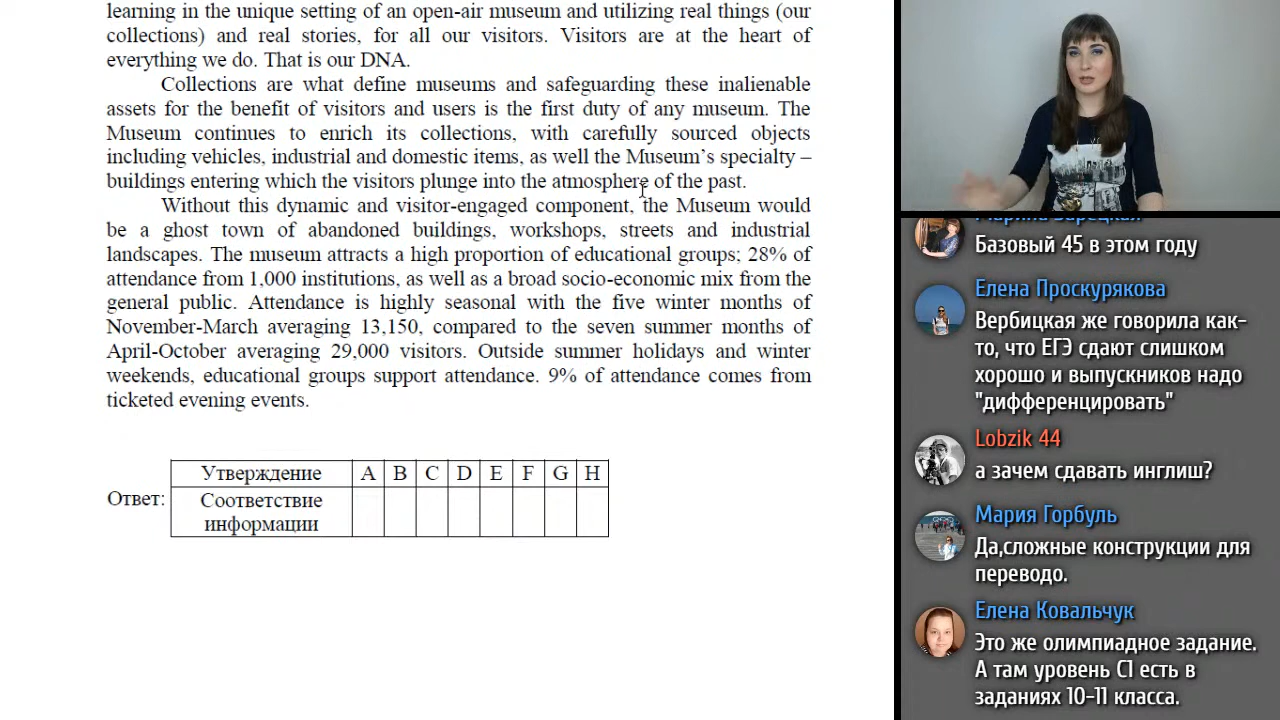 learning in the unique setting of an open-air museum and utilizing real things (our
collections) and real stories, for all our visitors. Visitors are at the heart of
everything we do. That is our DNA.
Collections are what define museums and safeguarding these inalienable
assets for the benefit of visitors and users is the first duty of any museum. The
Museum continues to enrich its collections, with carefully sourced objects
including vehicles, industrial and domestic items, as well the Museum's specialty –
buildings entering which the visitors plunge into the atmosphere of the past.
Without this dynamic and visitor-engaged component, the Museum would
be a ghost town of abandoned buildings, workshops, streets and industrial
landscapes. The museum attracts a high proportion of educational groups; 28% of
attendance from 1,000 institutions, as well as a broad socio-economic mix from the
general public. Attendance is highly seasonal with the five winter months of
November-March averaging 13,150, compared to the seven summer months of
April-October averaging 29,000 visitors. Outside summer holidays and winter
weekends, educational groups support attendance. 9% of attendance comes from
ticketed evening events.
Ответ:
Утверждение A B C D E F G H
Соответствие
информации
Базовый 45 в этом году
Елена Проскурякова
Вербицкая же говорила как-
то, что ЕГЭ сдают слишком
хорошо и выпускников надо
"дифференцировать"
Lobzik 44
а зачем сдавать инглиш?
Мария Горбуль
Да,сложные конструкции для
переводо.
Елена Ковальчук
Это же олимпиадное задание.
А там уровень С1 есть в
заданиях 10-11 класса.